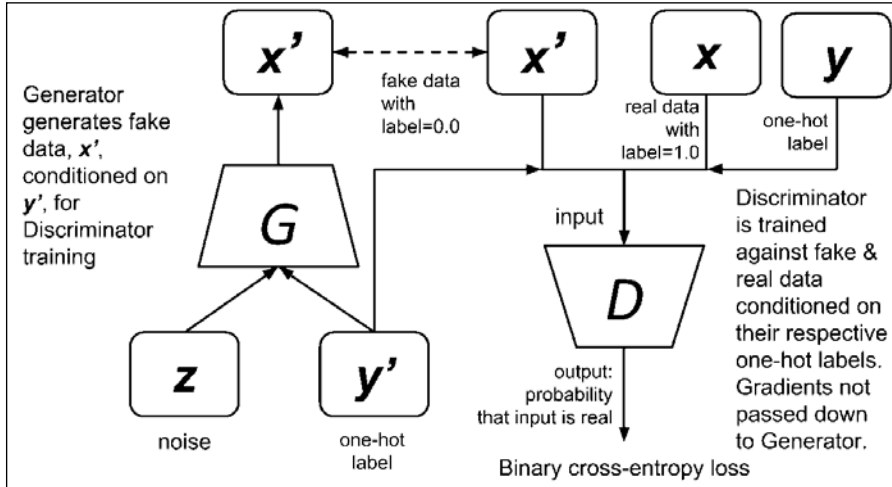 x’
x’
x
y
Generator
generates fake
data, x’,
conditioned on
y’, for
Discriminator
training
fake data
with
label=0.0
real data
with
label=1.0
one-hot
label
G
input
D
Discriminator
is trained
against fake &
real data
conditioned on
their respective
one-hot labels.
Gradients not
passed down
to Generator.
z
y’
noise
one-hot
label
output:
probability
that input is real
Binary cross-entropy loss